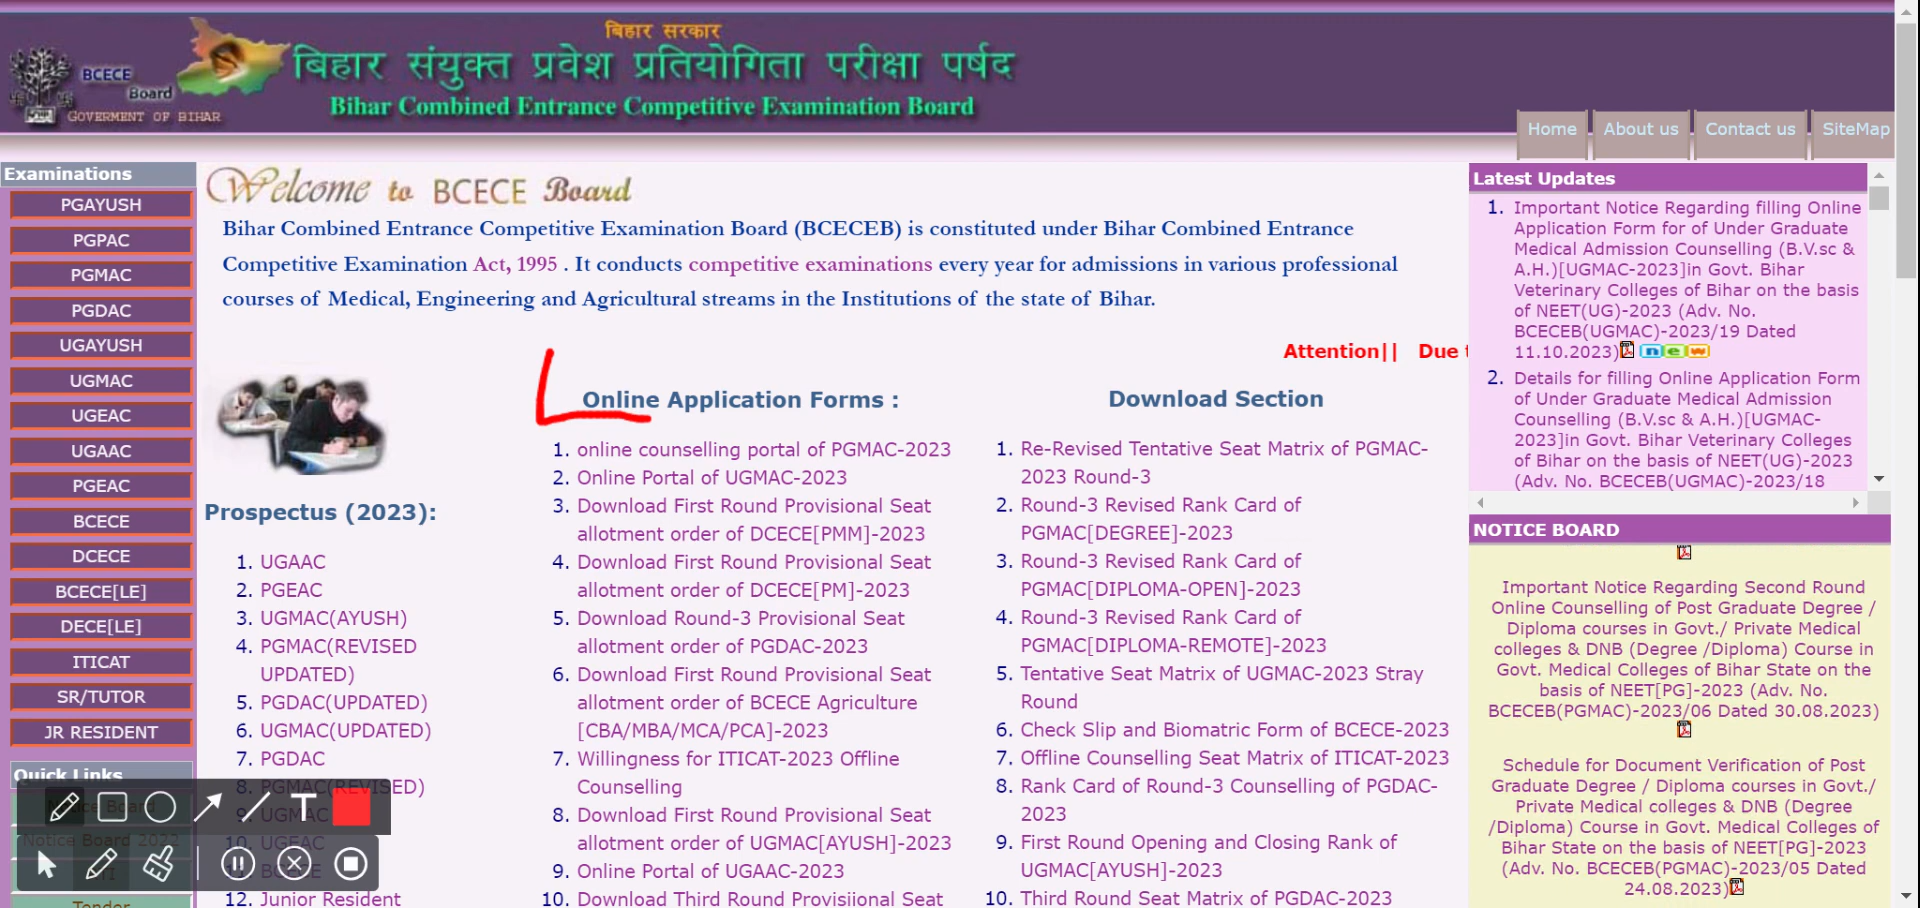 बिहार सरकार
बिहार संयुक्त प्रवेश प्रतियोगिता परीक्षा पर्षद
Bihar Combined Entrance Competitive Examination Board
BCECE
Board
GOVERMENT OF BIHAR
Home
About us
Contact us
SiteMap
Examinations
PGAYUSH
PGPAC
PGMAC
PGDAC
UGAYUSH
UGMAC
UGEAC
UGAAC
PGEAC
BCECE
DCECE
BCECE[LE]
DECE[LE]
ITICAT
SR/TUTOR
JR RESIDENT
Quick Links
Notice Board
Notice Board 2022
Tender
Welcome to BCECE Board
Bihar Combined Entrance Competitive Examination Board (BCECEB) is constituted under Bihar Combined Entrance
Competitive Examination Act, 1995 . It conducts competitive examinations every year for admissions in various professional
courses of Medical, Engineering and Agricultural streams in the Institutions of the state of Bihar.
Attention|| Due
Prospectus (2023):
1. UGAAC
2. PGEAC
3. UGMAC(AYUSH)
4. PGMAC(REVISED
UPDATED)
5. PGDAC(UPDATED)
6. UGMAC(UPDATED)
7. PGDAC
8. PGMAC(REVISED)
9. UGMAC
10. UGEAC
11. BCECE
12. Junior Resident
Online Application Forms :
1. online counselling portal of PGMAC-2023
2. Online Portal of UGMAC-2023
3. Download First Round Provisional Seat
allotment order of DCECE[PMM]-2023
4. Download First Round Provisional Seat
allotment order of DCECE[PM]-2023
5. Download Round-3 Provisional Seat
allotment order of PGDAC-2023
6. Download First Round Provisional Seat
allotment order of BCECE Agriculture
[CBA/MBA/MCA/PCA]-2023
7. Willingness for ITICAT-2023 Offline
Counselling
8. Download First Round Provisional Seat
allotment order of UGMAC[AYUSH]-2023
9. Online Portal of UGAAC-2023
10. Download Third Round Provisiional Seat
Download Section
1. Re-Revised Tentative Seat Matrix of PGMAC-
2023 Round-3
2. Round-3 Revised Rank Card of
PGMAC[DEGREE]-2023
3. Round-3 Revised Rank Card of
PGMAC[DIPLOMA-OPEN]-2023
4. Round-3 Revised Rank Card of
PGMAC[DIPLOMA-REMOTE]-2023
5. Tentative Seat Matrix of UGMAC-2023 Stray
Round
6. Check Slip and Biomatric Form of BCECE-2023
7. Offline Counselling Seat Matrix of ITICAT-2023
8. Rank Card of Round-3 Counselling of PGDAC-
2023
9. First Round Opening and Closing Rank of
UGMAC[AYUSH]-2023
10. Third Round Seat Matrix of PGDAC-2023
Latest Updates
1. Important Notice Regarding filling Online
Application Form for of Under Graduate
Medical Admission Counselling (B.V.sc &
A.H.)[UGMAC-2023]in Govt. Bihar
Veterinary Colleges of Bihar on the basis
of NEET(UG)-2023 (Adv. No.
BCECEB(UGMAC)-2023/19 Dated
11.10.2023) new
2. Details for filling Online Application Form
of Under Graduate Medical Admission
Counselling (B.V.sc & A.H.)[UGMAC-
2023]in Govt. Bihar Veterinary Colleges
of Bihar on the basis of NEET(UG)-2023
(Adv. No. BCECEB(UGMAC)-2023/18
NOTICE BOARD
Important Notice Regarding Second Round
Online Counselling of Post Graduate Degree /
Diploma courses in Govt./ Private Medical
colleges & DNB (Degree /Diploma) Course in
Govt. Medical Colleges of Bihar State on the
basis of NEET[PG]-2023 (Adv. No.
BCECEB(PGMAC)-2023/06 Dated 30.08.2023)
Schedule for Document Verification of Post
Graduate Degree / Diploma courses in Govt./
Private Medical colleges & DNB (Degree
/Diploma) Course in Govt. Medical Colleges of
Bihar State on the basis of NEET[PG]-2023
(Adv. No. BCECEB(PGMAC)-2023/05 Dated
24.08.2023)
T